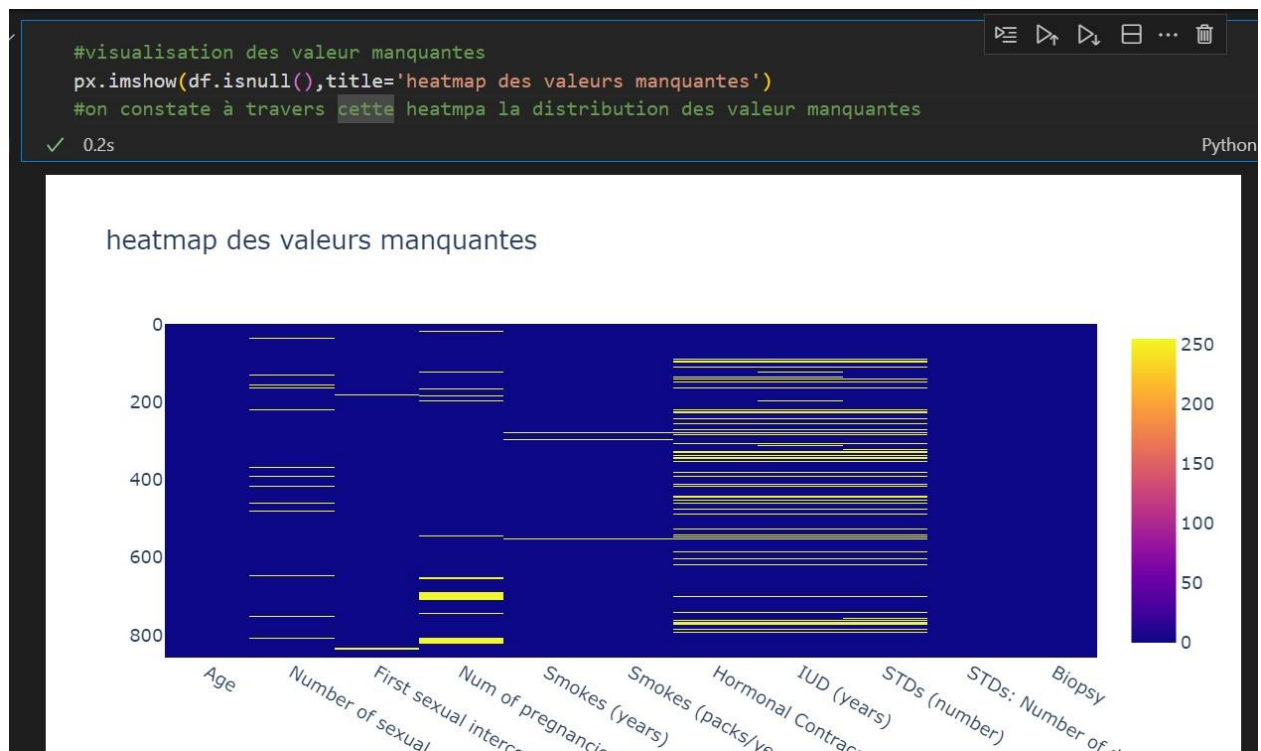 #visualisation des valeur manquantes
px.imshow(df.isnull(),title='heatmap des valeurs manquantes')
#on constate à travers cette heatmpa la distribution des valeur manquantes
0.2s
Python
heatmap des valeurs manquantes
0
200
400
600
800
250
200
150
100
50
0
Age
Number of sexual
First sexual interco
Num of pregnancie
Smokes (years)
Smokes (packs/ye
Hormonal Contrac
IUD (years)
STDs (number)
STDs: Number of
Biopsy